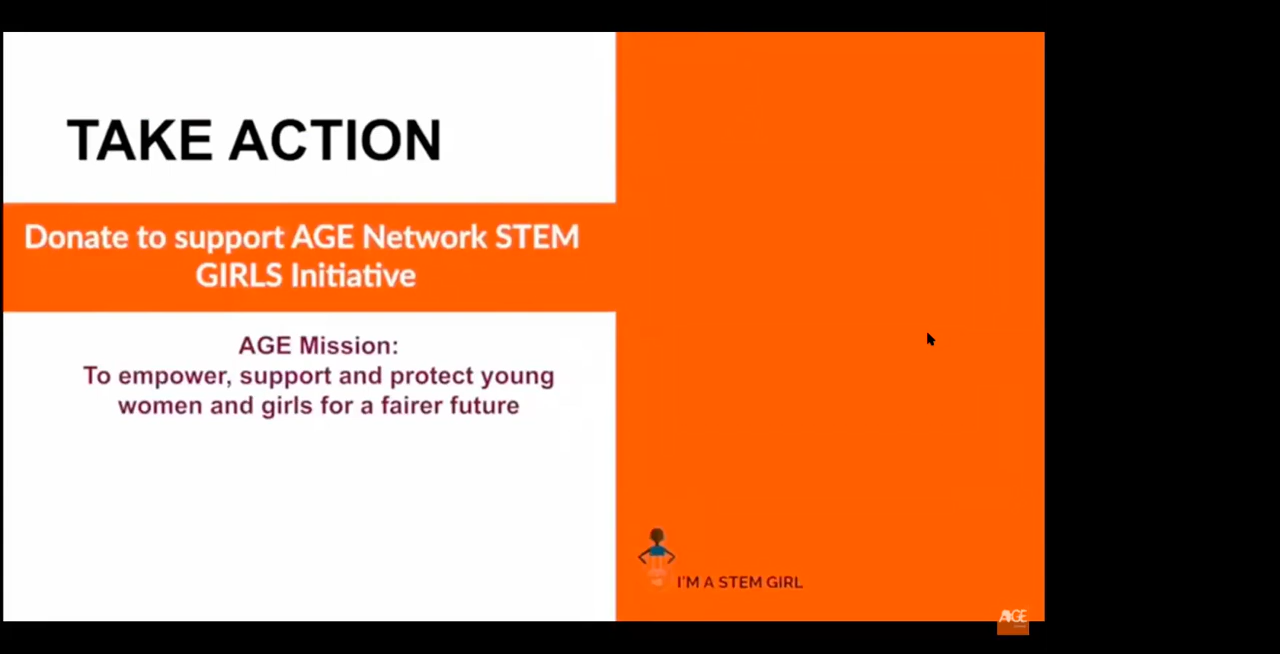 TAKE ACTION
Donate to support AGE Network STEM
GIRLS Initiative
AGE Mission:
To empower, support and protect young
women and girls for a fairer future
I'M A STEM GIRL
AGE